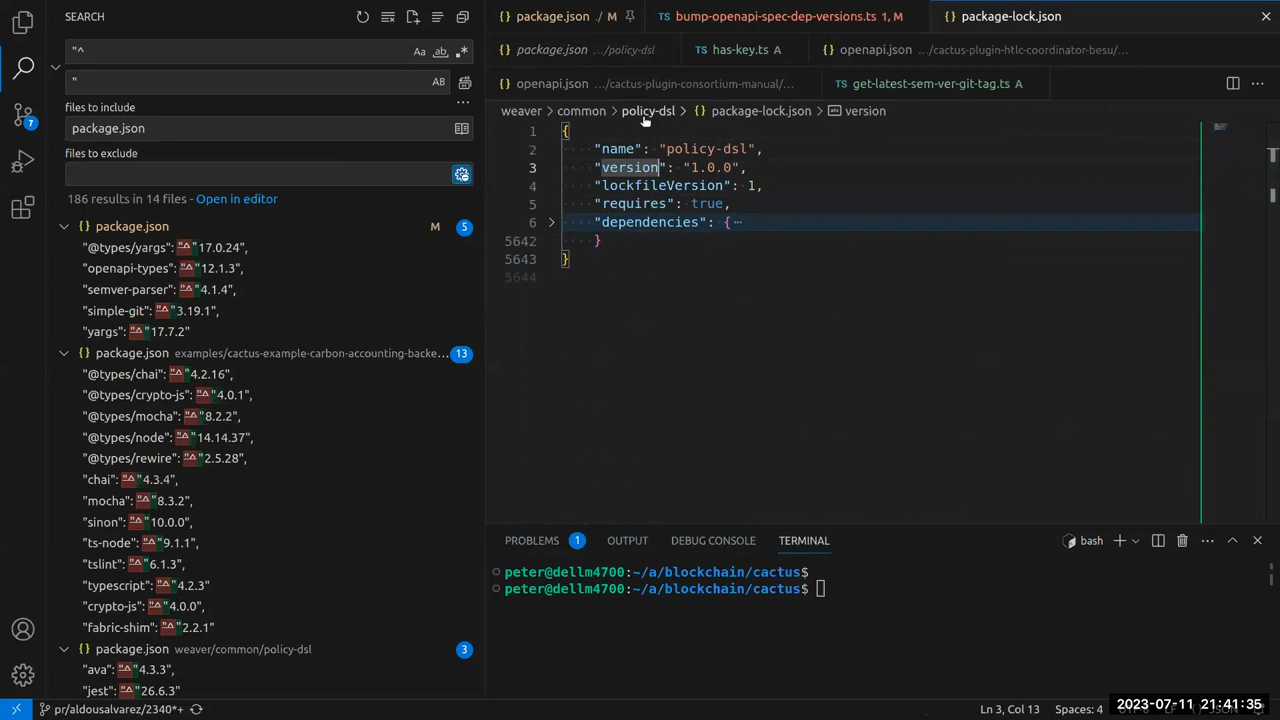 SEARCH
"^
Aa
ab
.*
"
AB
files to include
package.json
files to exclude
186 results in 14 files - Open in editor
package.json M 5
"@types/yargs": "^"17.0.24",
"openapi-types": "^"12.1.3",
"semver-parser": "^"4.1.4",
"simple-git": "^"3.19.1",
"yargs": "^"17.7.2"
package.json examples/cactus-example-carbon-accounting-backe... 13
"@types/chai": "^"4.2.16",
"@types/crypto-js": "^"4.0.1",
"@types/mocha": "^"8.2.2",
"@types/node": "^"14.14.37",
"@types/rewire": "^"2.5.28",
"chai": "^"4.3.4",
"mocha": "^"8.3.2",
"sinon": "^"10.0.0",
"ts-node": "^"9.1.1",
"tslint": "^"6.1.3",
"typescript": "^"4.2.3"
"crypto-js": "^"4.0.0",
"fabric-shim": "^"2.2.1"
package.json weaver/common/policy-dsl 3
"ava": "^"4.3.3",
"jest": "^"26.6.3"
7
package.json ./ M
TS bump-openapi-spec-dep-versions.ts 1, M
package-lock.json
package.json .../policy-dsl
TS has-key.ts A
openapi.json .../cactus-plugin-htlc-coordinator-besu/...
openapi.json .../cactus-plugin-consortium-manual/...
TS get-latest-sem-ver-git-tag.ts A
weaver > common > policy-dsl > {} package-lock.json > version
1 {
2 "name": "policy-dsl",
3 "version": "1.0.0",
4 "lockfileVersion": 1,
5 "requires": true,
6 "dependencies": {
5642 }
5643 }
5644
PROBLEMS 1 OUTPUT DEBUG CONSOLE TERMINAL bash
peter@dellm4700:~/a/blockchain/cactus$
peter@dellm4700:~/a/blockchain/cactus$
pr/aldousalvarez/2340*+
Ln 3, Col 13 Spaces: 4
2023-07-11 21:41:35